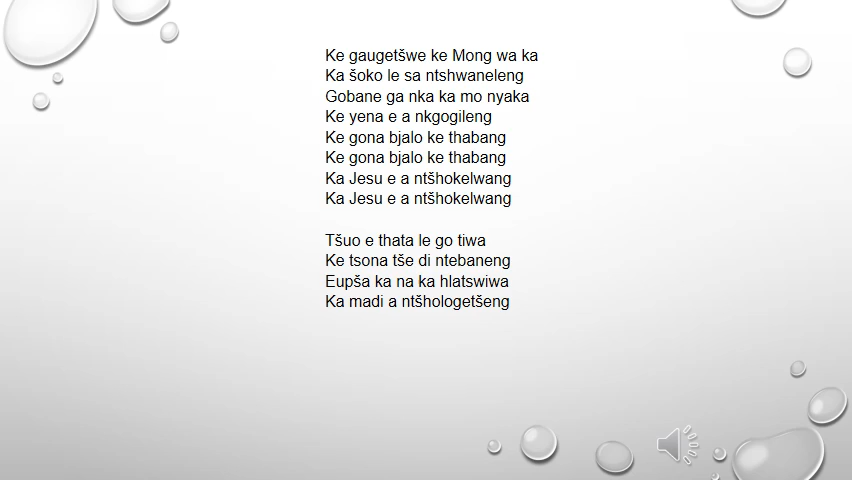 Ke gaugetšwe ke Mong wa ka
Ka šoko le sa ntshwaneleng
Gobane ga nka ka mo nyaka
Ke yena e a nkgogileng
Ke gona bjalo ke thabang
Ke gona bjalo ke thabang
Ka Jesu e a ntšhokelwang
Ka Jesu e a ntšhokelwang

Tšuo e thata le go tiwa
Ke tsona tše di ntebaneng
Eupša ka na ka hlatswiwa
Ka madi a ntšhologetšeng